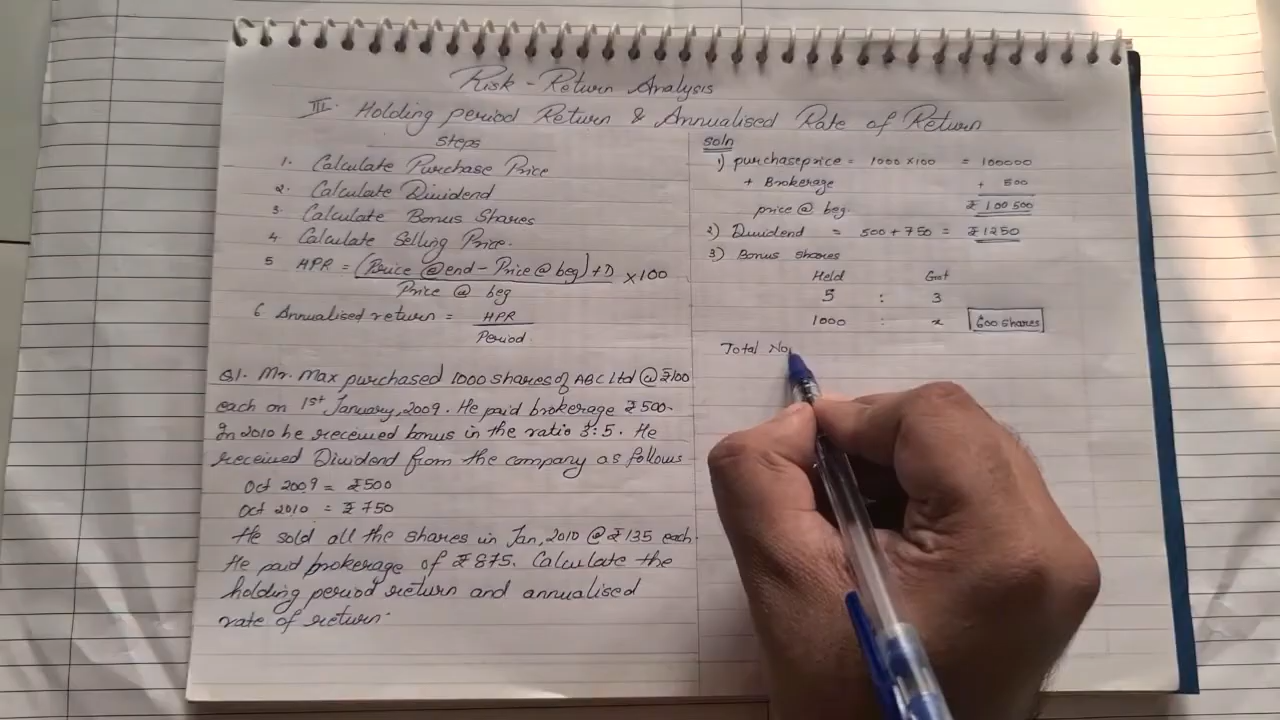 Risk - Return Analysis
III. Holding period Return & Annualised Rate of Return
Steps
1. Calculate Purchase Price
2. Calculate Dividend
3. Calculate Bonus Shares
4. Calculate Selling Price.
5 HPR = (Price @ end - Price @ beg) + D × 100
Price @ beg
6. Annualised return = HPR
Period.
Q1. Mr. Max purchased 1000 shares of ABC Ltd @ ₹100
each on 1st January, 2009. He paid brokerage ₹500.
In 2010 he received bonus in the ratio 3:5. He
received Dividend from the company as follows
Oct 2009 = ₹500
Oct 2010 = ₹750
He sold all the shares in Jan, 2010 @ ₹135 each.
He paid brokerage of ₹875. Calculate the
holding period return and annualised
rate of return.
Soln
1) purchase price = 1000 × 100 = 100000
+ Brokerage + 500
price @ beg. ₹ 100 500
2) Dividend = 500 + 750 = ₹1250
3) Bonus shares
Held Got
5 : 3
1000 : x 600 shares
Total No